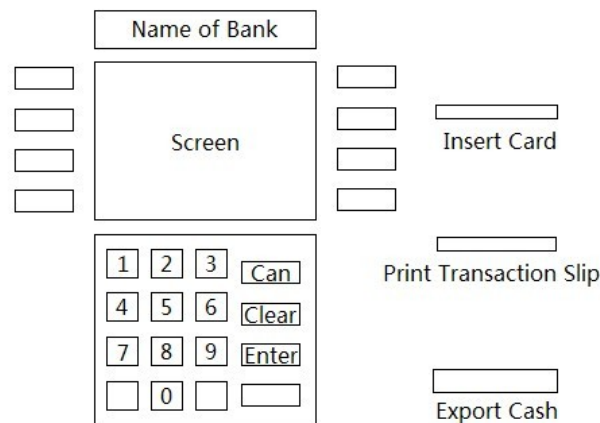 Name of Bank
Screen
Insert Card
1 2 3 Can
Print Transaction Slip
4 5 6 Clear
7 8 9 Enter
0
Export Cash